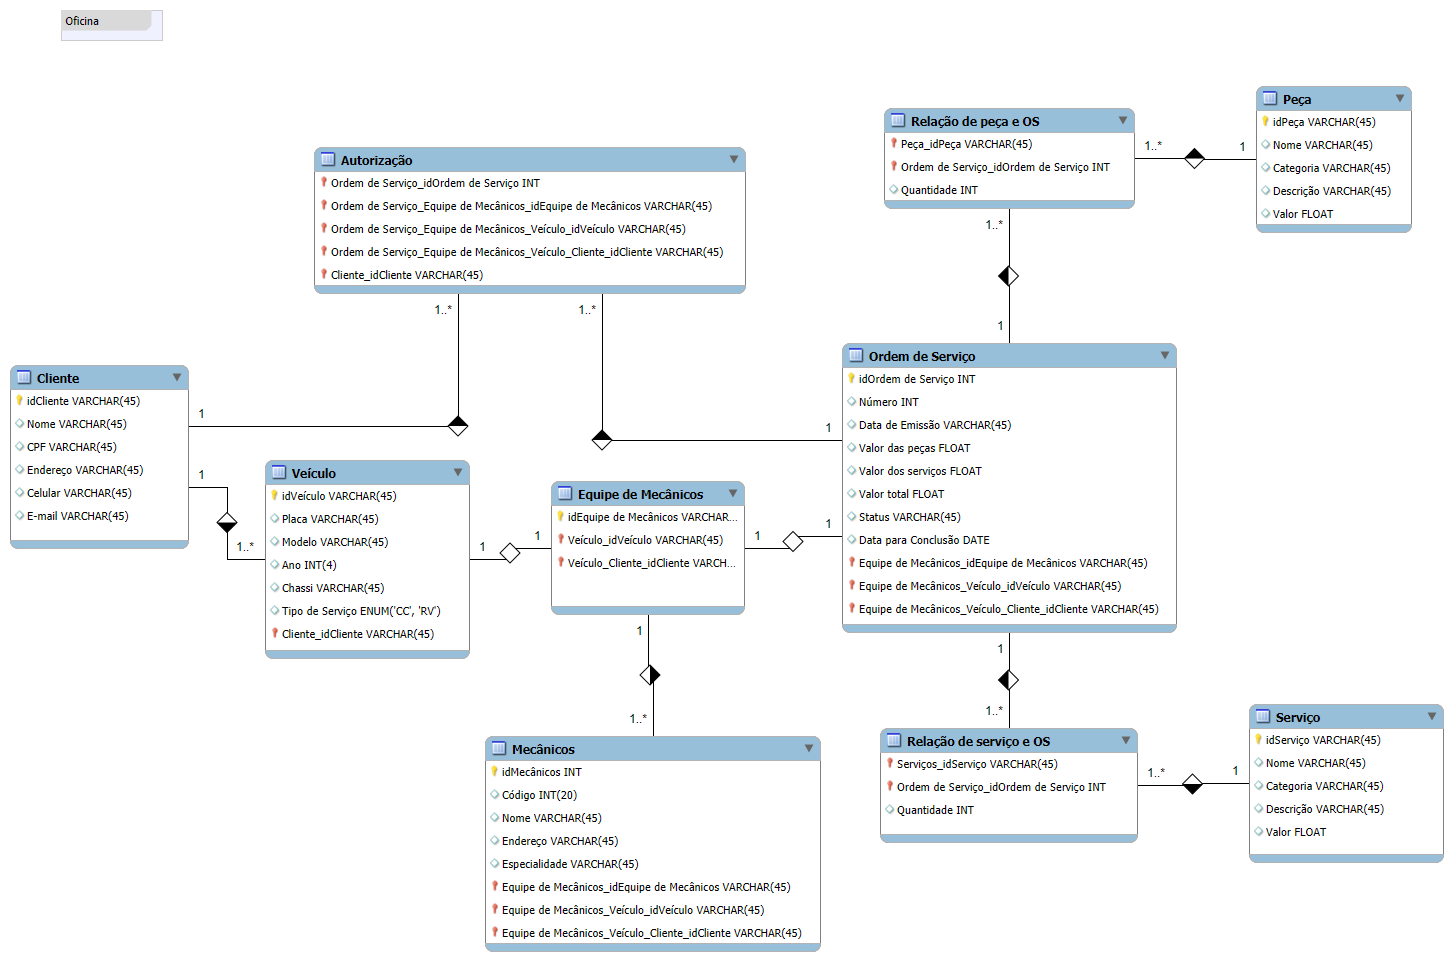 Oficina
Peça
idPeça VARCHAR(45)
Nome VARCHAR(45)
Categoria VARCHAR(45)
Descrição VARCHAR(45)
Valor FLOAT
Relação de peça e OS
Peça_idPeça VARCHAR(45)
Ordem de Serviço_idOrdem de Serviço INT
Quantidade INT
1..*
1
1..*
1
Autorização
Ordem de Serviço_idOrdem de Serviço INT
Ordem de Serviço_Equipe de Mecânicos_idEquipe de Mecânicos VARCHAR(45)
Ordem de Serviço_Equipe de Mecânicos_Veículo_idVeículo VARCHAR(45)
Ordem de Serviço_Equipe de Mecânicos_Veículo_Cliente_idCliente VARCHAR(45)
Cliente_idCliente VARCHAR(45)
1..*
1..*
Cliente
idCliente VARCHAR(45)
Nome VARCHAR(45)
CPF VARCHAR(45)
Endereço VARCHAR(45)
Celular VARCHAR(45)
E-mail VARCHAR(45)
1
1
1..*
Veículo
idVeículo VARCHAR(45)
Placa VARCHAR(45)
Modelo VARCHAR(45)
Ano INT(4)
Chassi VARCHAR(45)
Tipo de Serviço ENUM('CC', 'RV')
Cliente_idCliente VARCHAR(45)
1
1
Equipe de Mecânicos
idEquipe de Mecânicos VARCHAR...
Veículo_idVeículo VARCHAR(45)
Veículo_Cliente_idCliente VARCH...
1
1
1
Ordem de Serviço
idOrdem de Serviço INT
Número INT
Data de Emissão VARCHAR(45)
Valor das peças FLOAT
Valor dos serviços FLOAT
Valor total FLOAT
Status VARCHAR(45)
Data para Conclusão DATE
Equipe de Mecânicos_idEquipe de Mecânicos VARCHAR(45)
Equipe de Mecânicos_Veículo_idVeículo VARCHAR(45)
Equipe de Mecânicos_Veículo_Cliente_idCliente VARCHAR(45)
1
1..*
Mecânicos
idMecânicos INT
Código INT(20)
Nome VARCHAR(45)
Endereço VARCHAR(45)
Especialidade VARCHAR(45)
Equipe de Mecânicos_idEquipe de Mecânicos VARCHAR(45)
Equipe de Mecânicos_Veículo_idVeículo VARCHAR(45)
Equipe de Mecânicos_Veículo_Cliente_idCliente VARCHAR(45)
1
1..*
Relação de serviço e OS
Serviços_idServiço VARCHAR(45)
Ordem de Serviço_idOrdem de Serviço INT
Quantidade INT
1..*
1
Serviço
idServiço VARCHAR(45)
Nome VARCHAR(45)
Categoria VARCHAR(45)
Descrição VARCHAR(45)
Valor FLOAT